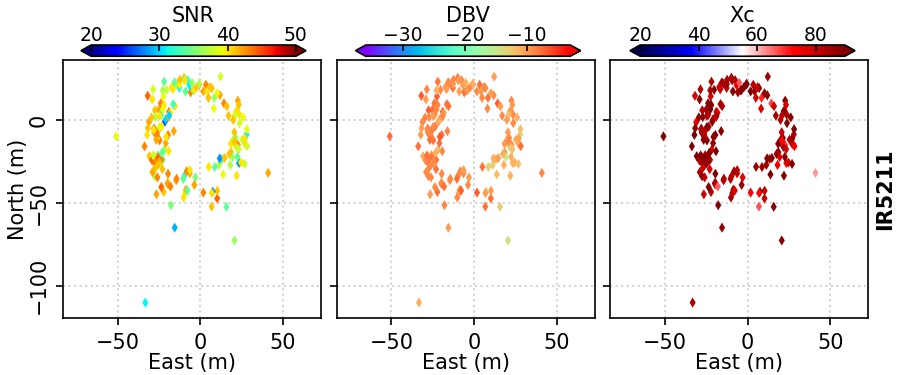 SNR DBV Xc
20 30 40 50 −30 −20 −10 20 40 60 80
0
−50
−100
North (m)
−50 0 50 −50 0 50 −50 0 50
East (m) East (m) East (m)
IR5211